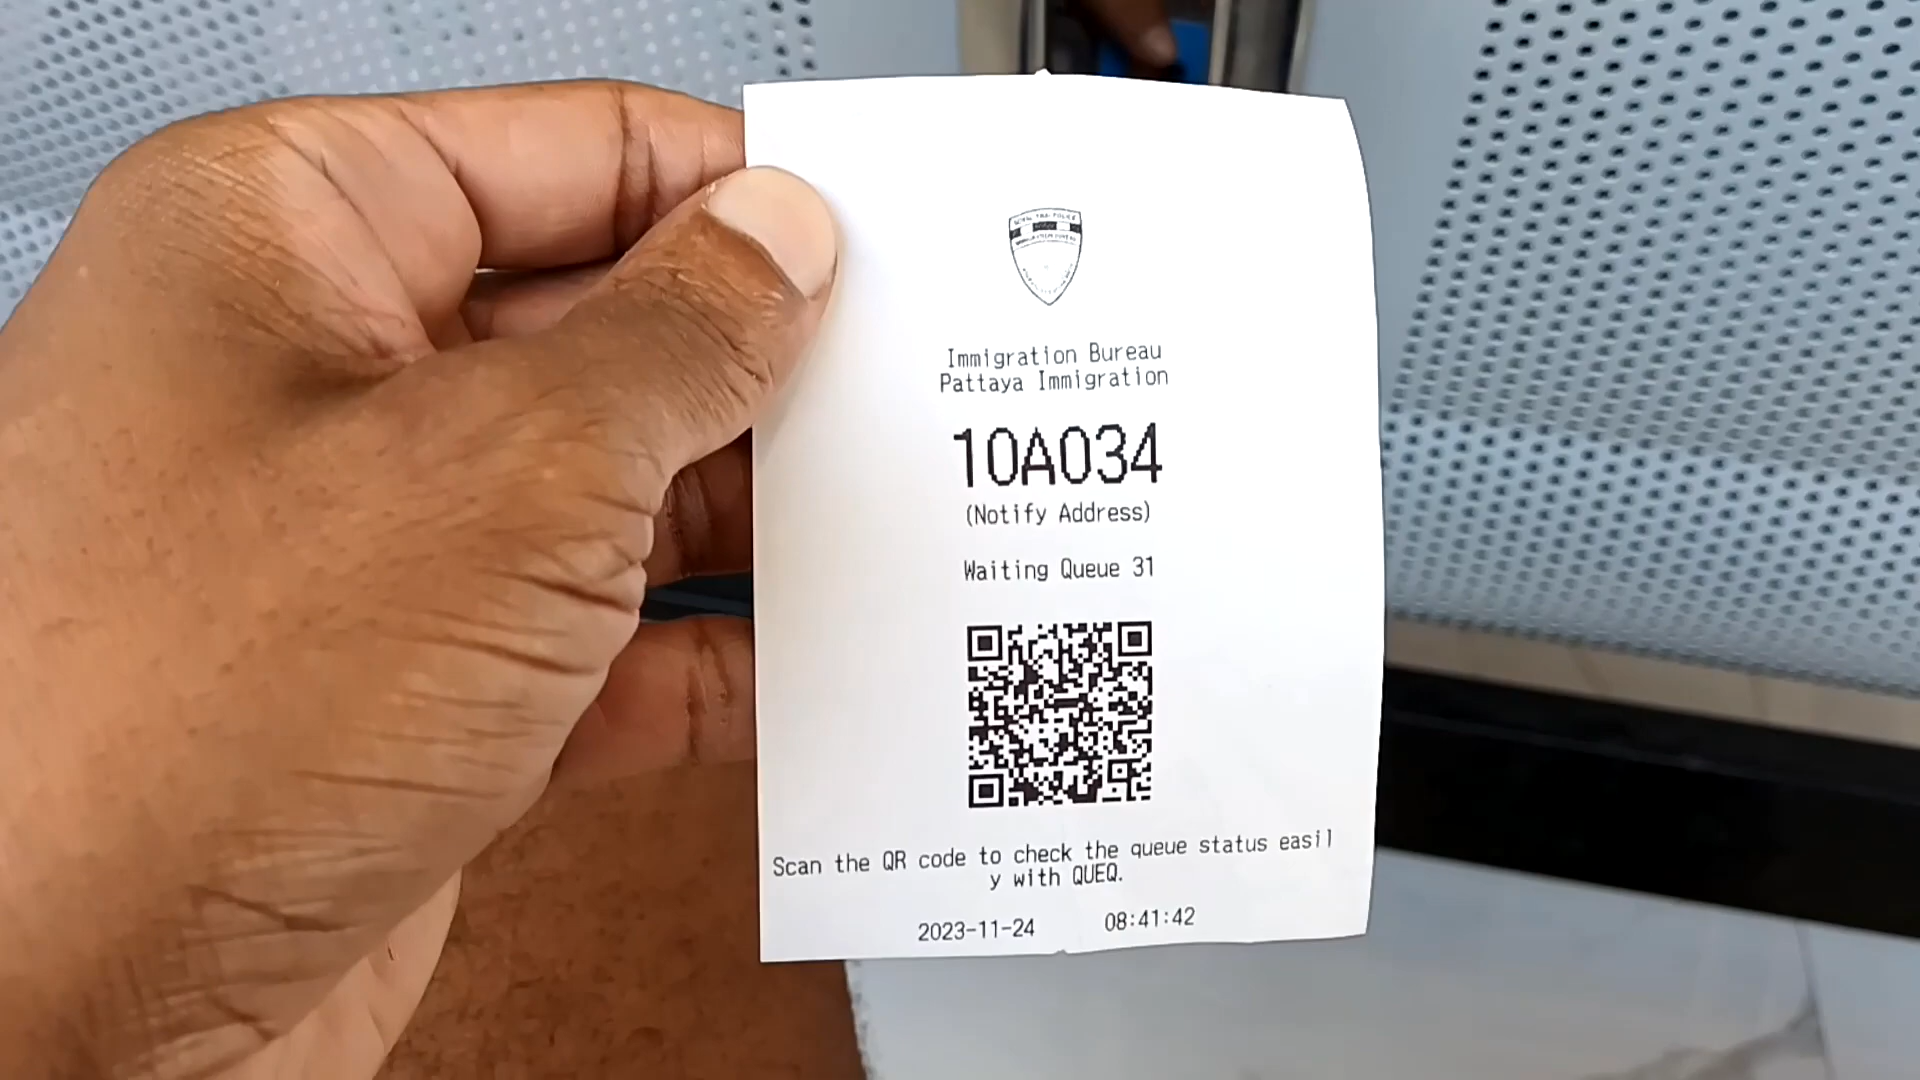 Immigration Bureau
Pattaya Immigration
10A034
(Notify Address)
Waiting Queue 31
Scan the QR code to check the queue status easil
y with QUEQ.
2023-11-24 08:41:42